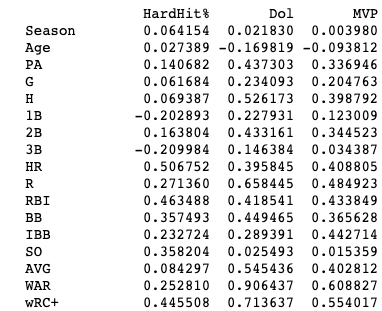 HardHit% Dol MVP
Season 0.064154 0.021830 0.003980
Age 0.027389 -0.169819 -0.093812
PA 0.140682 0.437303 0.336946
G 0.061684 0.234093 0.204763
H 0.069387 0.526173 0.398792
1B -0.202893 0.227931 0.123009
2B 0.163804 0.433161 0.344523
3B -0.209984 0.146384 0.034387
HR 0.506752 0.395845 0.408805
R 0.271360 0.658445 0.484923
RBI 0.463488 0.418541 0.433849
BB 0.357493 0.449465 0.365628
IBB 0.232724 0.289391 0.442714
SO 0.358204 0.025493 0.015359
AVG 0.084297 0.545436 0.402812
WAR 0.252810 0.906437 0.608827
wRC+ 0.445508 0.713637 0.554017